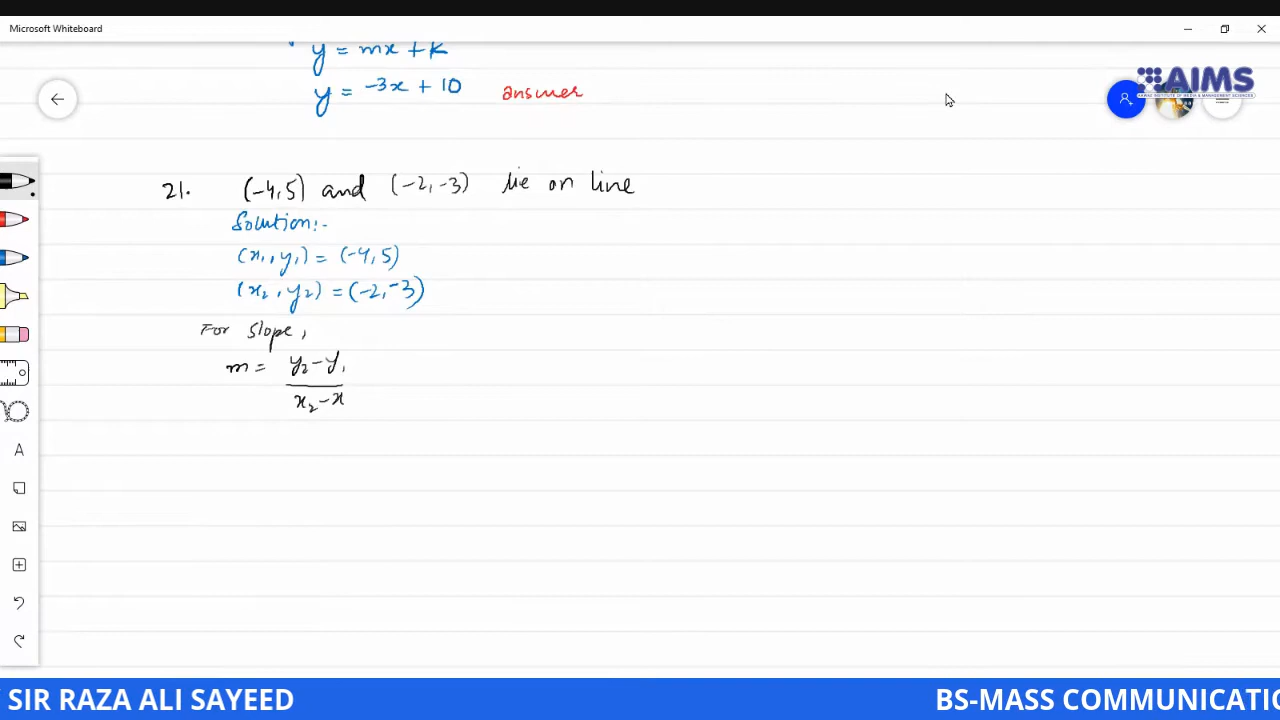 Microsoft Whiteboard
y = mx + k
y = -3x + 10 answer
AIMS
21. (-4,5) and (-2,-3) lie on line
Solution:-
(x₁, y₁) = (-4, 5)
(x₂, y₂) = (-2, -3)
For slope,
m = y₂-y₁
x₂-x
A
SIR RAZA ALI SAYEED
BS-MASS COMMUNICATIO